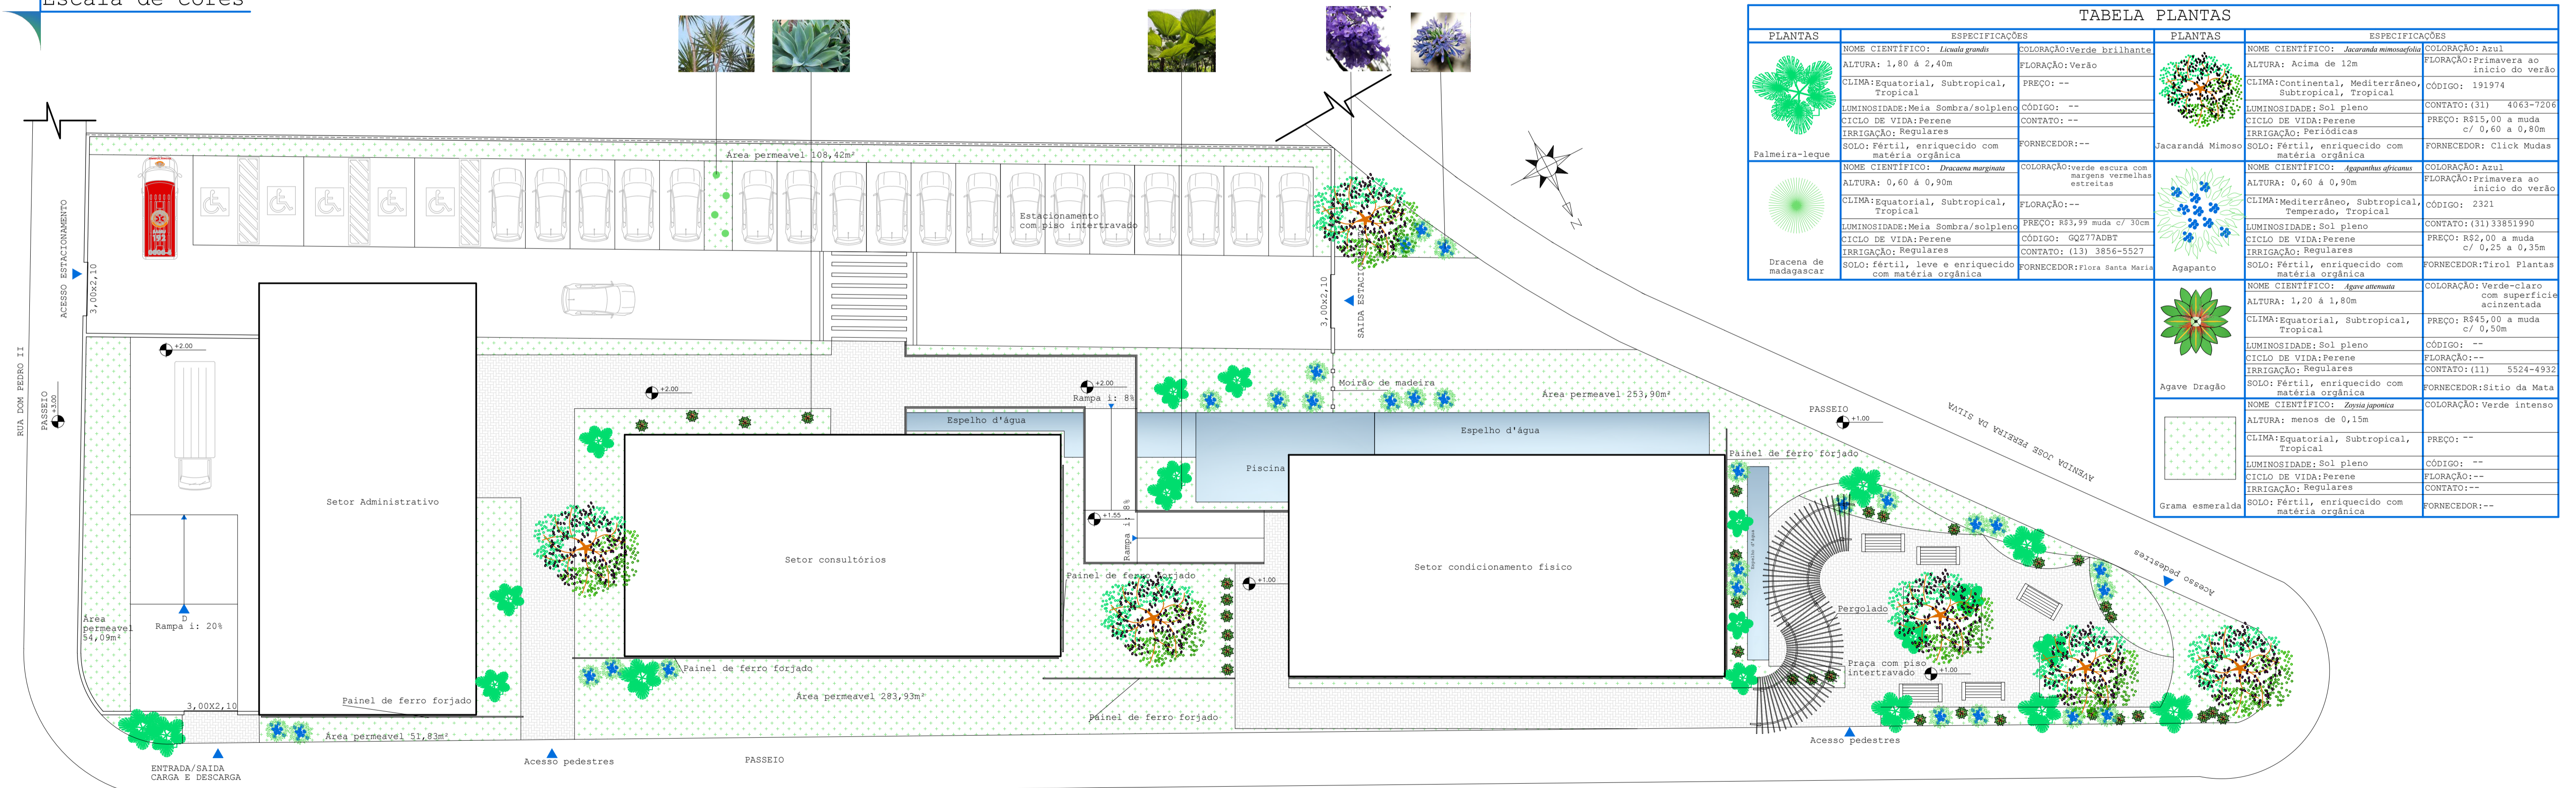 Escala de cores
TABELA PLANTAS
PLANTAS
ESPECIFICAÇÕES
PLANTAS
ESPECIFICAÇÕES
NOME CIENTÍFICO: Licuala grandis
COLORAÇÃO:Verde brilhante
ALTURA: 1,80 á 2,40m
FLORAÇÃO:Verão
CLIMA:Equatorial, Subtropical,
Tropical
PREÇO: --
LUMINOSIDADE:Meia Sombra/solpleno
CÓDIGO: --
CICLO DE VIDA:Perene
CONTATO: --
IRRIGAÇÃO: Regulares
SOLO: Fértil, enriquecido com
matéria orgânica
FORNECEDOR:--
Palmeira-leque
NOME CIENTÍFICO: Dracaena marginata
COLORAÇÃO:verde escura com
margens vermelhas
estreitas
ALTURA: 0,60 á 0,90m
CLIMA:Equatorial, Subtropical,
Tropical
FLORAÇÃO:--
PREÇO: R$3,99 muda c/ 30cm
LUMINOSIDADE:Meia Sombra/solpleno
CICLO DE VIDA:Perene
CÓDIGO: GQZ77ADBT
IRRIGAÇÃO: Regulares
CONTATO: (13) 3856-5527
SOLO: fértil, leve e enriquecido
com matéria orgânica
FORNECEDOR:Flora Santa Maria
Dracena de
madagascar
NOME CIENTÍFICO: Jacaranda mimosaefolia
COLORAÇÃO: Azul
ALTURA: Acima de 12m
FLORAÇÃO:Primavera ao
inicio do verão
CLIMA:Continental, Mediterrâneo,
Subtropical, Tropical
CÓDIGO: 191974
LUMINOSIDADE: Sol pleno
CONTATO:(31) 4063-7206
CICLO DE VIDA:Perene
PREÇO: R$15,00 a muda
c/ 0,60 a 0,80m
IRRIGAÇÃO: Periódicas
SOLO: Fértil, enriquecido com
matéria orgânica
FORNECEDOR: Click Mudas
Jacarandá Mimoso
NOME CIENTÍFICO: Agapanthus africanus
COLORAÇÃO: Azul
ALTURA: 0,60 á 0,90m
FLORAÇÃO:Primavera ao
inicio do verão
CLIMA:Mediterrâneo, Subtropical,
Temperado, Tropical
CÓDIGO: 2321
LUMINOSIDADE: Sol pleno
CONTATO:(31)33851990
CICLO DE VIDA:Perene
PREÇO: R$2,00 a muda
c/ 0,25 a 0,35m
IRRIGAÇÃO: Regulares
SOLO: Fértil, enriquecido com
matéria orgânica
FORNECEDOR:Tirol Plantas
Agapanto
NOME CIENTÍFICO: Agave attenuata
COLORAÇÃO: Verde-claro
com superficie
acinzentada
ALTURA: 1,20 á 1,80m
CLIMA:Equatorial, Subtropical,
Tropical
PREÇO: R$45,00 a muda
c/ 0,50m
LUMINOSIDADE: Sol pleno
CÓDIGO: --
CICLO DE VIDA:Perene
FLORAÇÃO:--
IRRIGAÇÃO: Regulares
CONTATO:(11) 5524-4932
SOLO: Fértil, enriquecido com
matéria orgânica
FORNECEDOR:Sitio da Mata
Agave Dragão
NOME CIENTÍFICO: Zoysia japonica
COLORAÇÃO: Verde intenso
ALTURA: menos de 0,15m
CLIMA:Equatorial, Subtropical,
Tropical
PREÇO: --
LUMINOSIDADE: Sol pleno
CÓDIGO: --
CICLO DE VIDA:Perene
FLORAÇÃO:--
IRRIGAÇÃO: Regulares
CONTATO:--
SOLO: Fértil, enriquecido com
matéria orgânica
FORNECEDOR:--
Grama esmeralda
Área permeavel 108,42m²
192
Estacionamento
com piso intertravado
N
ACESSO ESTACIONAMENTO
3,00x2,10
3,00x2,10
SAIDA ESTACIONAMENTO
RUA DOM PEDRO II
PASSEIO
+3.00
+2.00
+2.00
+2.00
Rampa i: 8%
Moirão de madeira
Área permeavel 253,90m²
PASSEIO
+1.00
AVENIDA JOSE PEREIRA DA SILVA
Espelho d'água
Espelho d'água
Piscina
Painel de ferro forjado
Setor Administrativo
Setor consultórios
Setor condicionamento fisico
+1.55
Rampa i: 8%
Espelho d'água
Painel de ferro forjado
+1.00
Acesso pedestres
Pergolado
Área
permeavel
54,09m²
D
Rampa i: 20%
Praça com piso
intertravado
+1.00
Painel de ferro forjado
Área permeavel 283,93m²
Painel de ferro forjado
3,00X2,10
Painel de ferro forjado
Área permeavel 51,83m²
Acesso pedestres
Acesso pedestres
PASSEIO
ENTRADA/SAIDA
CARGA E DESCARGA